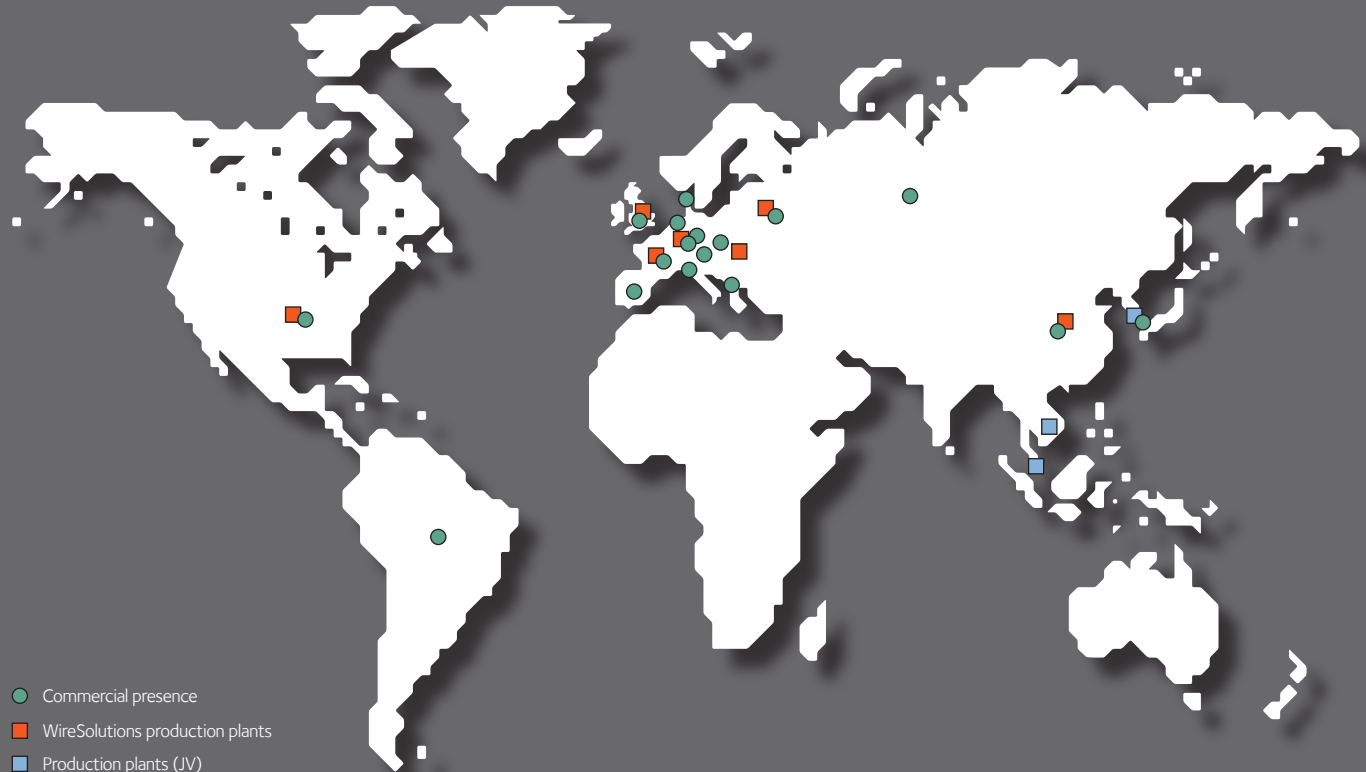 Commercial presence
WireSolutions production plants
Production plants (JV)